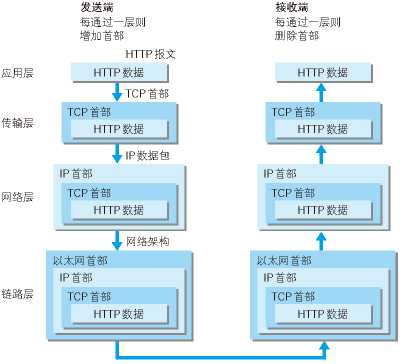 发送端
每通过一层则
增加首部
接收端
每通过一层则
删除首部
HTTP 报文
应用层
HTTP 数据
HTTP 数据
TCP 首部
传输层
TCP 首部
HTTP 数据
TCP 首部
HTTP 数据
IP 数据包
网络层
IP 首部
TCP 首部
HTTP 数据
IP 首部
TCP 首部
HTTP 数据
网络架构
链路层
以太网首部
IP 首部
TCP 首部
HTTP 数据
以太网首部
IP 首部
TCP 首部
HTTP 数据